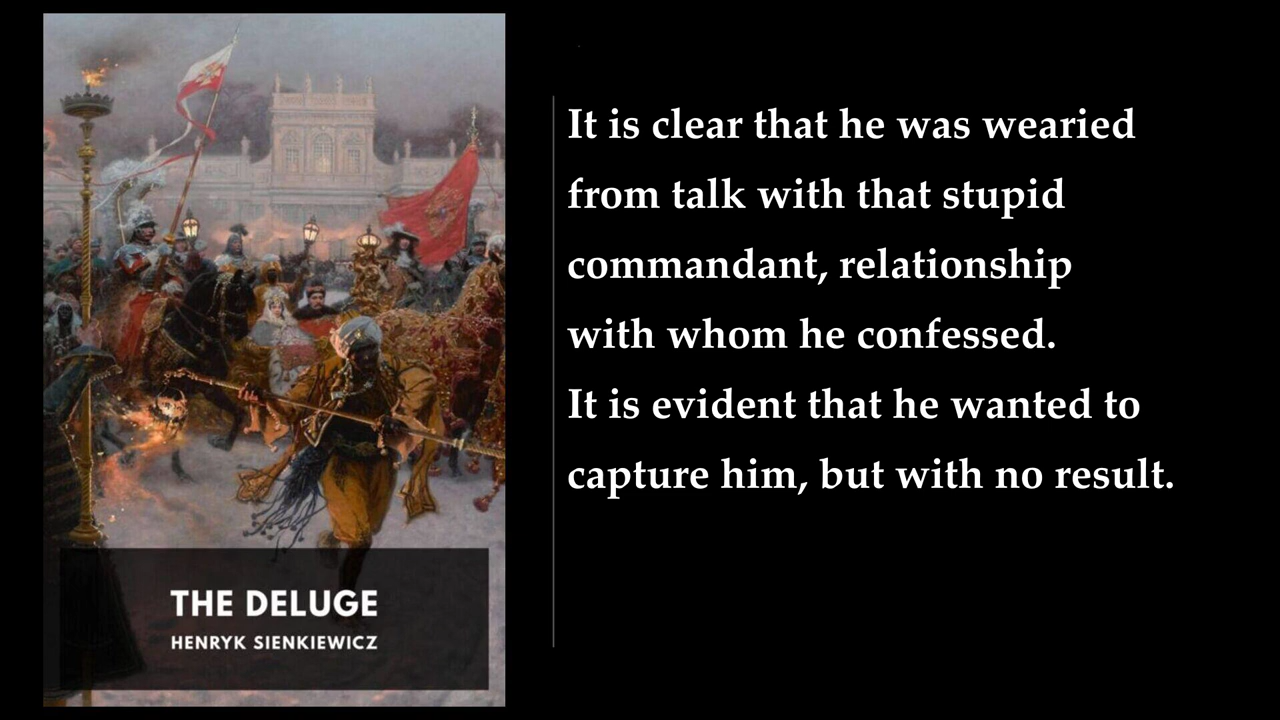 THE DELUGE
HENRYK SIENKIEWICZ
It is clear that he was wearied
from talk with that stupid
commandant, relationship
with whom he confessed.
It is evident that he wanted to
capture him, but with no result.